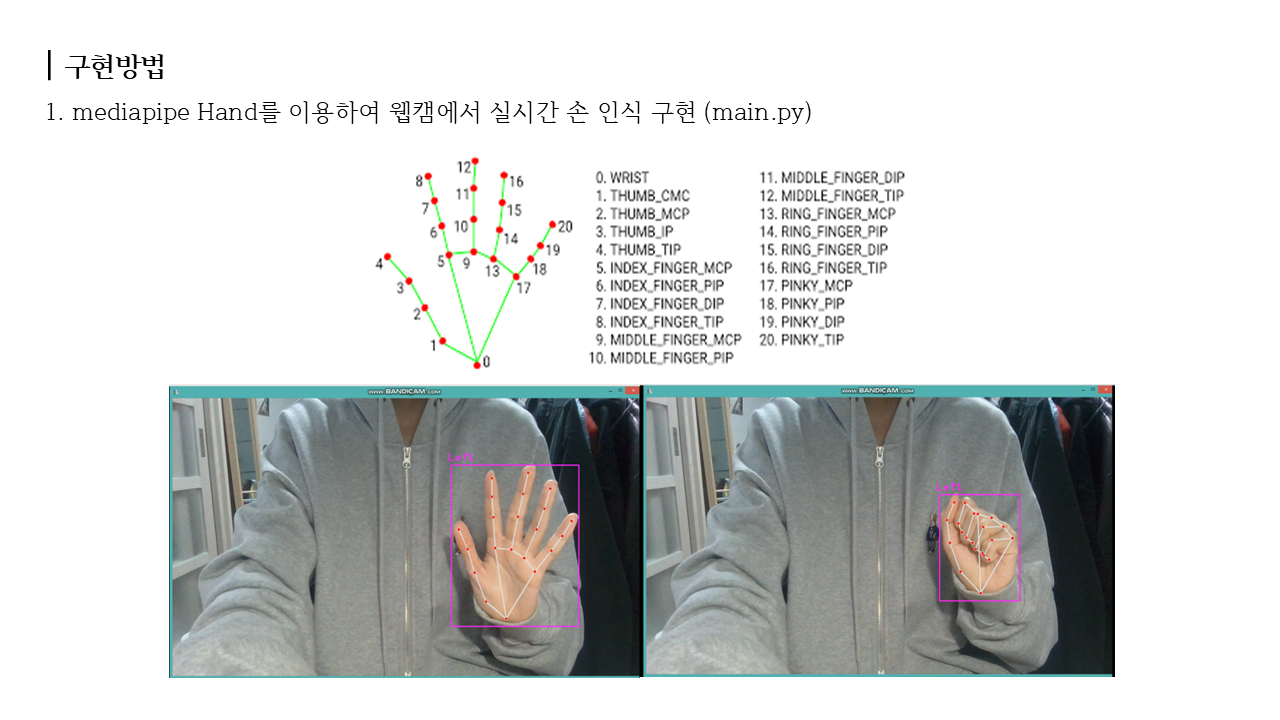 | 구현방법
1. mediapipe Hand를 이용하여 웹캠에서 실시간 손 인식 구현 (main.py)
12
8
16
11
7
15
20
6
10
14
19
5
9
13
18
4
17
3
2
1
0
0. WRIST
1. THUMB_CMC
2. THUMB_MCP
3. THUMB_IP
4. THUMB_TIP
5. INDEX_FINGER_MCP
6. INDEX_FINGER_PIP
7. INDEX_FINGER_DIP
8. INDEX_FINGER_TIP
9. MIDDLE_FINGER_MCP
10. MIDDLE_FINGER_PIP
11. MIDDLE_FINGER_DIP
12. MIDDLE_FINGER_TIP
13. RING_FINGER_MCP
14. RING_FINGER_PIP
15. RING_FINGER_DIP
16. RING_FINGER_TIP
17. PINKY_MCP
18. PINKY_PIP
19. PINKY_DIP
20. PINKY_TIP
www.BANDICAM.com
Left
www.BANDICAM.com
Left